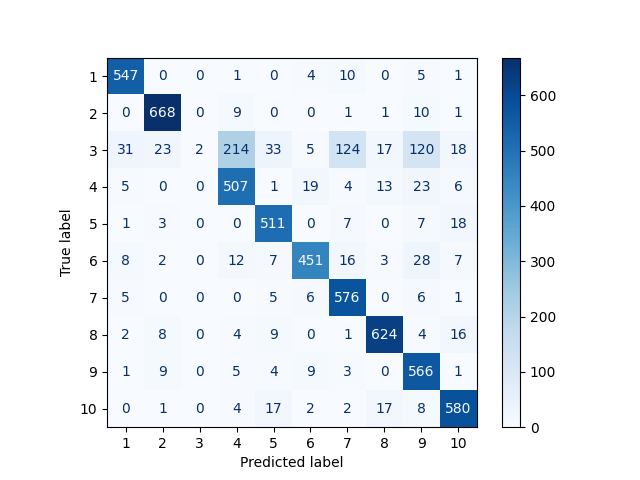 1 547 0 0 1 0 4 10 0 5 1
2 0 668 0 9 0 0 1 1 10 1
3 31 23 2 214 33 5 124 17 120 18
4 5 0 0 507 1 19 4 13 23 6
5 1 3 0 0 511 0 7 0 7 18
6 8 2 0 12 7 451 16 3 28 7
7 5 0 0 0 5 6 576 0 6 1
8 2 8 0 4 9 0 1 624 4 16
9 1 9 0 5 4 9 3 0 566 1
10 0 1 0 4 17 2 2 17 8 580
1 2 3 4 5 6 7 8 9 10
Predicted label
True label
600
500
400
300
200
100
0